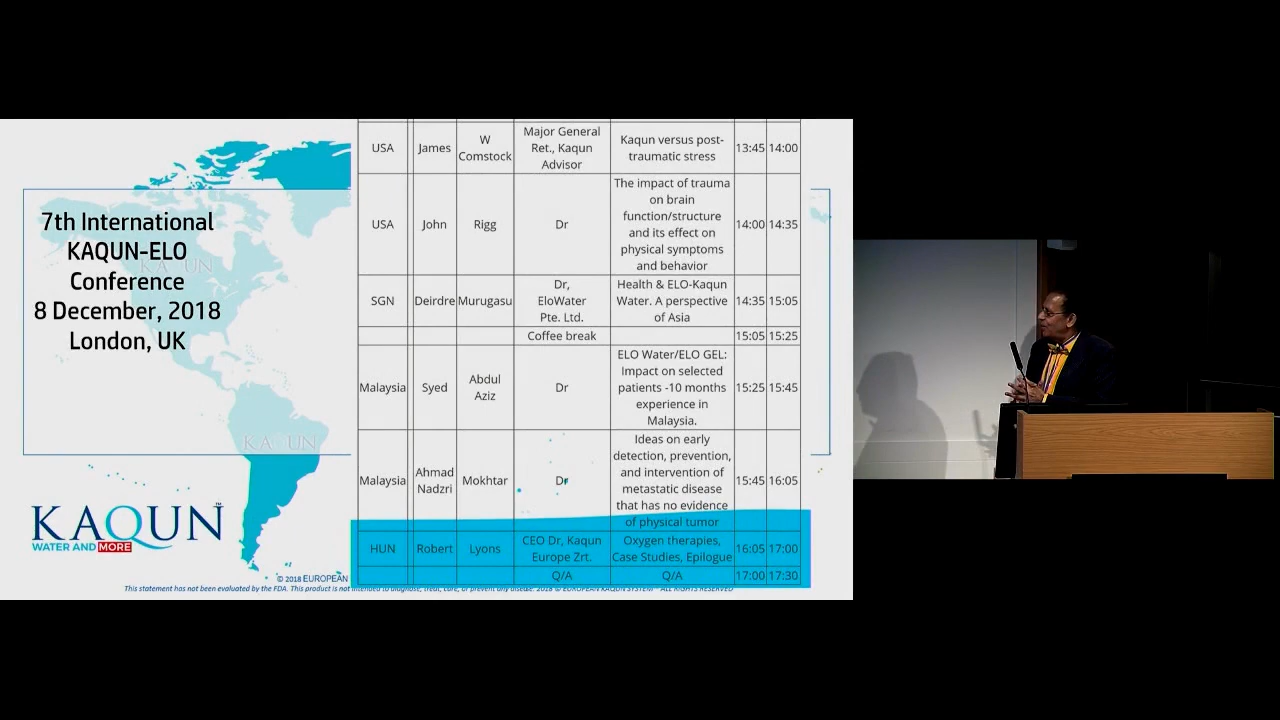 7th International
KAQUN-ELO
Conference
8 December, 2018
London, UK
KAQUN
KAQUN
KAQUN™
WATER AND MORE
USA James W Comstock Major General Ret., Kaqun Advisor Kaqun versus post-traumatic stress 13:45 14:00
USA John Rigg Dr The impact of trauma on brain function/structure and its effect on physical symptoms and behavior 14:00 14:35
SGN Deirdre Murugasu Dr, EloWater Pte. Ltd. Health & ELO-Kaqun Water. A perspective of Asia 14:35 15:05
Coffee break 15:05 15:25
Malaysia Syed Abdul Aziz Dr ELO Water/ELO GEL: Impact on selected patients -10 months experience in Malaysia. 15:25 15:45
Malaysia Ahmad Nadzri Mokhtar Dr Ideas on early detection, prevention, and intervention of metastatic disease that has no evidence of physical tumor 15:45 16:05
HUN Robert Lyons CEO Dr, Kaqun Europe Zrt. Oxygen therapies, Case Studies, Epilogue 16:05 17:00
Q/A Q/A 17:00 17:30
© 2018 EUROPEAN
This statement has not been evaluated by the FDA. This product is not intended to diagnose, treat, cure, or prevent any disease. 2018 © EUROPEAN KAQUN SYSTEM™ ALL RIGHTS RESERVED